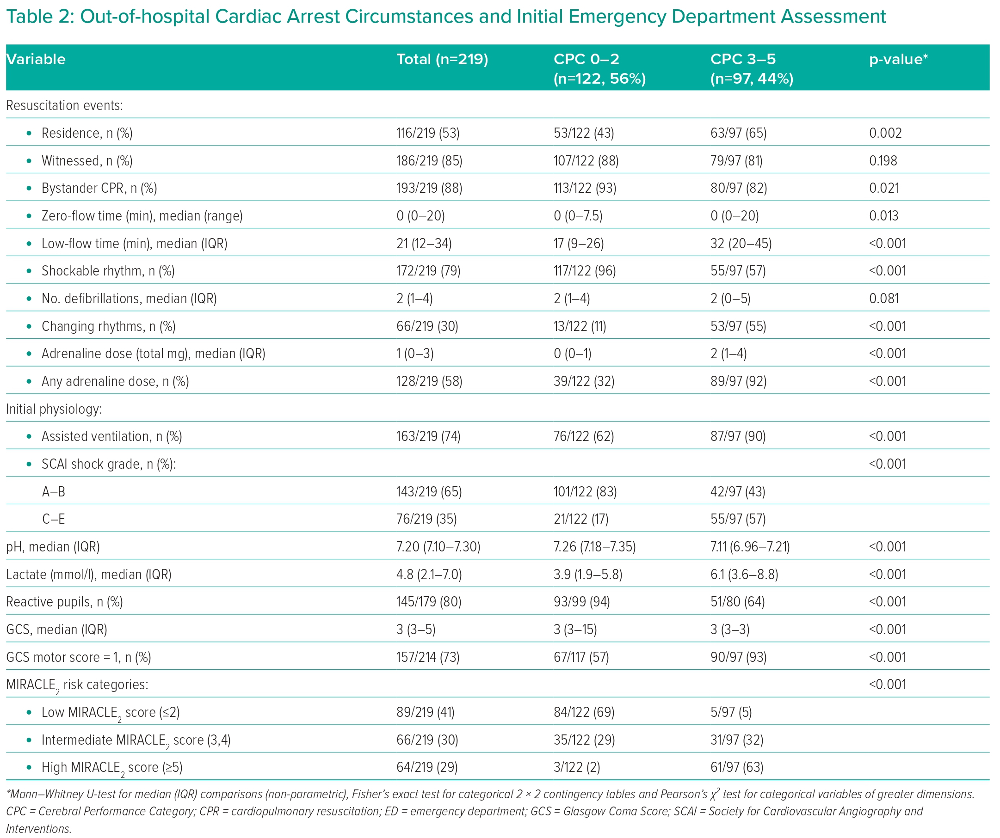 Table 2: Out-of-hospital Cardiac Arrest Circumstances and Initial Emergency Department Assessment
Variable Total (n=219) CPC 0–2 (n=122, 56%) CPC 3–5 (n=97, 44%) p-value*
Resuscitation events:
• Residence, n (%) 116/219 (53) 53/122 (43) 63/97 (65) 0.002
• Witnessed, n (%) 186/219 (85) 107/122 (88) 79/97 (81) 0.198
• Bystander CPR, n (%) 193/219 (88) 113/122 (93) 80/97 (82) 0.021
• Zero-flow time (min), median (range) 0 (0–20) 0 (0–7.5) 0 (0–20) 0.013
• Low-flow time (min), median (IQR) 21 (12–34) 17 (9–26) 32 (20–45) <0.001
• Shockable rhythm, n (%) 172/219 (79) 117/122 (96) 55/97 (57) <0.001
• No. defibrillations, median (IQR) 2 (1–4) 2 (1–4) 2 (0–5) 0.081
• Changing rhythms, n (%) 66/219 (30) 13/122 (11) 53/97 (55) <0.001
• Adrenaline dose (total mg), median (IQR) 1 (0–3) 0 (0–1) 2 (1–4) <0.001
• Any adrenaline dose, n (%) 128/219 (58) 39/122 (32) 89/97 (92) <0.001
Initial physiology:
• Assisted ventilation, n (%) 163/219 (74) 76/122 (62) 87/97 (90) <0.001
• SCAI shock grade, n (%): <0.001
A–B 143/219 (65) 101/122 (83) 42/97 (43)
C–E 76/219 (35) 21/122 (17) 55/97 (57)
pH, median (IQR) 7.20 (7.10–7.30) 7.26 (7.18–7.35) 7.11 (6.96–7.21) <0.001
Lactate (mmol/l), median (IQR) 4.8 (2.1–7.0) 3.9 (1.9–5.8) 6.1 (3.6–8.8) <0.001
Reactive pupils, n (%) 145/179 (80) 93/99 (94) 51/80 (64) <0.001
GCS, median (IQR) 3 (3–5) 3 (3–15) 3 (3–3) <0.001
GCS motor score = 1, n (%) 157/214 (73) 67/117 (57) 90/97 (93) <0.001
MIRACLE₂ risk categories: <0.001
• Low MIRACLE₂ score (≤2) 89/219 (41) 84/122 (69) 5/97 (5)
• Intermediate MIRACLE₂ score (3,4) 66/219 (30) 35/122 (29) 31/97 (32)
• High MIRACLE₂ score (≥5) 64/219 (29) 3/122 (2) 61/97 (63)
*Mann–Whitney U-test for median (IQR) comparisons (non-parametric), Fisher's exact test for categorical 2 × 2 contingency tables and Pearson's χ² test for categorical variables of greater dimensions.
CPC = Cerebral Performance Category; CPR = cardiopulmonary resuscitation; ED = emergency department; GCS = Glasgow Coma Score; SCAI = Society for Cardiovascular Angiography and
Interventions.